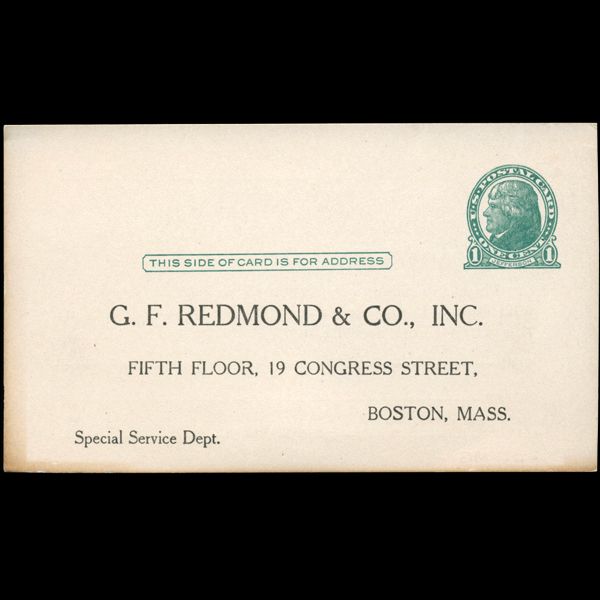 U.S. POSTAL CARD
1 ONE CENT 1
JEFFERSON
THIS SIDE OF CARD IS FOR ADDRESS
G. F. REDMOND & CO., INC.
FIFTH FLOOR, 19 CONGRESS STREET,
BOSTON, MASS.
Special Service Dept.